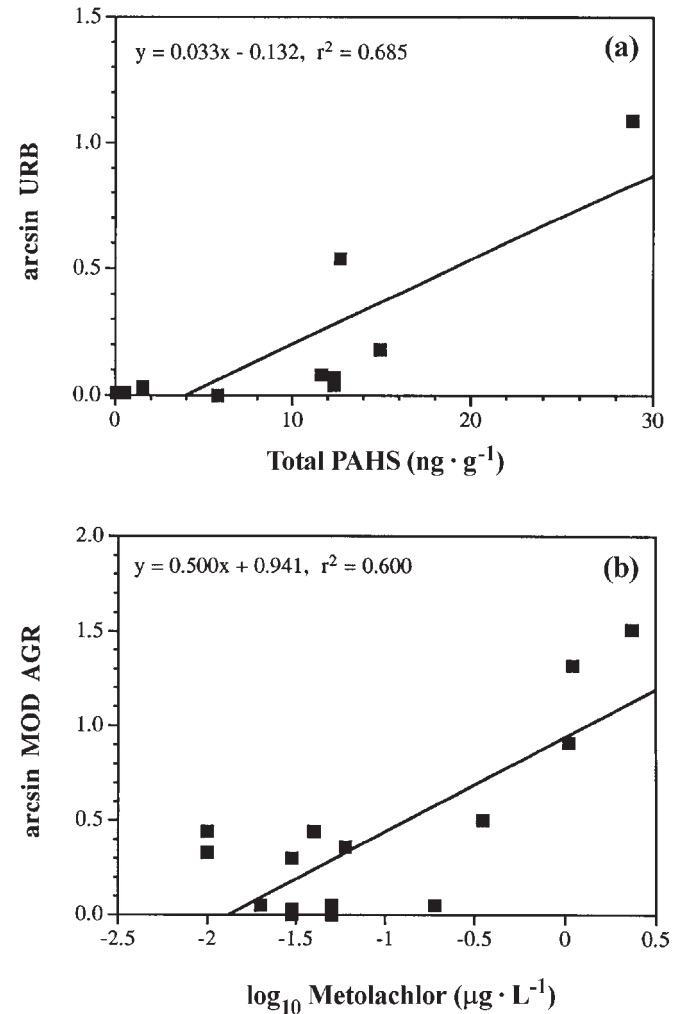 1.5
y = 0.033x - 0.132, r² = 0.685
(a)
1.0
0.5
0.0
arcsin URB
0 10 20 30
Total PAHS (ng · g⁻¹)
2.0
y = 0.500x + 0.941, r² = 0.600
(b)
1.5
1.0
0.5
0.0
arcsin MOD AGR
-2.5 -2 -1.5 -1 -0.5 0 0.5
log₁₀ Metolachlor (µg · L⁻¹)